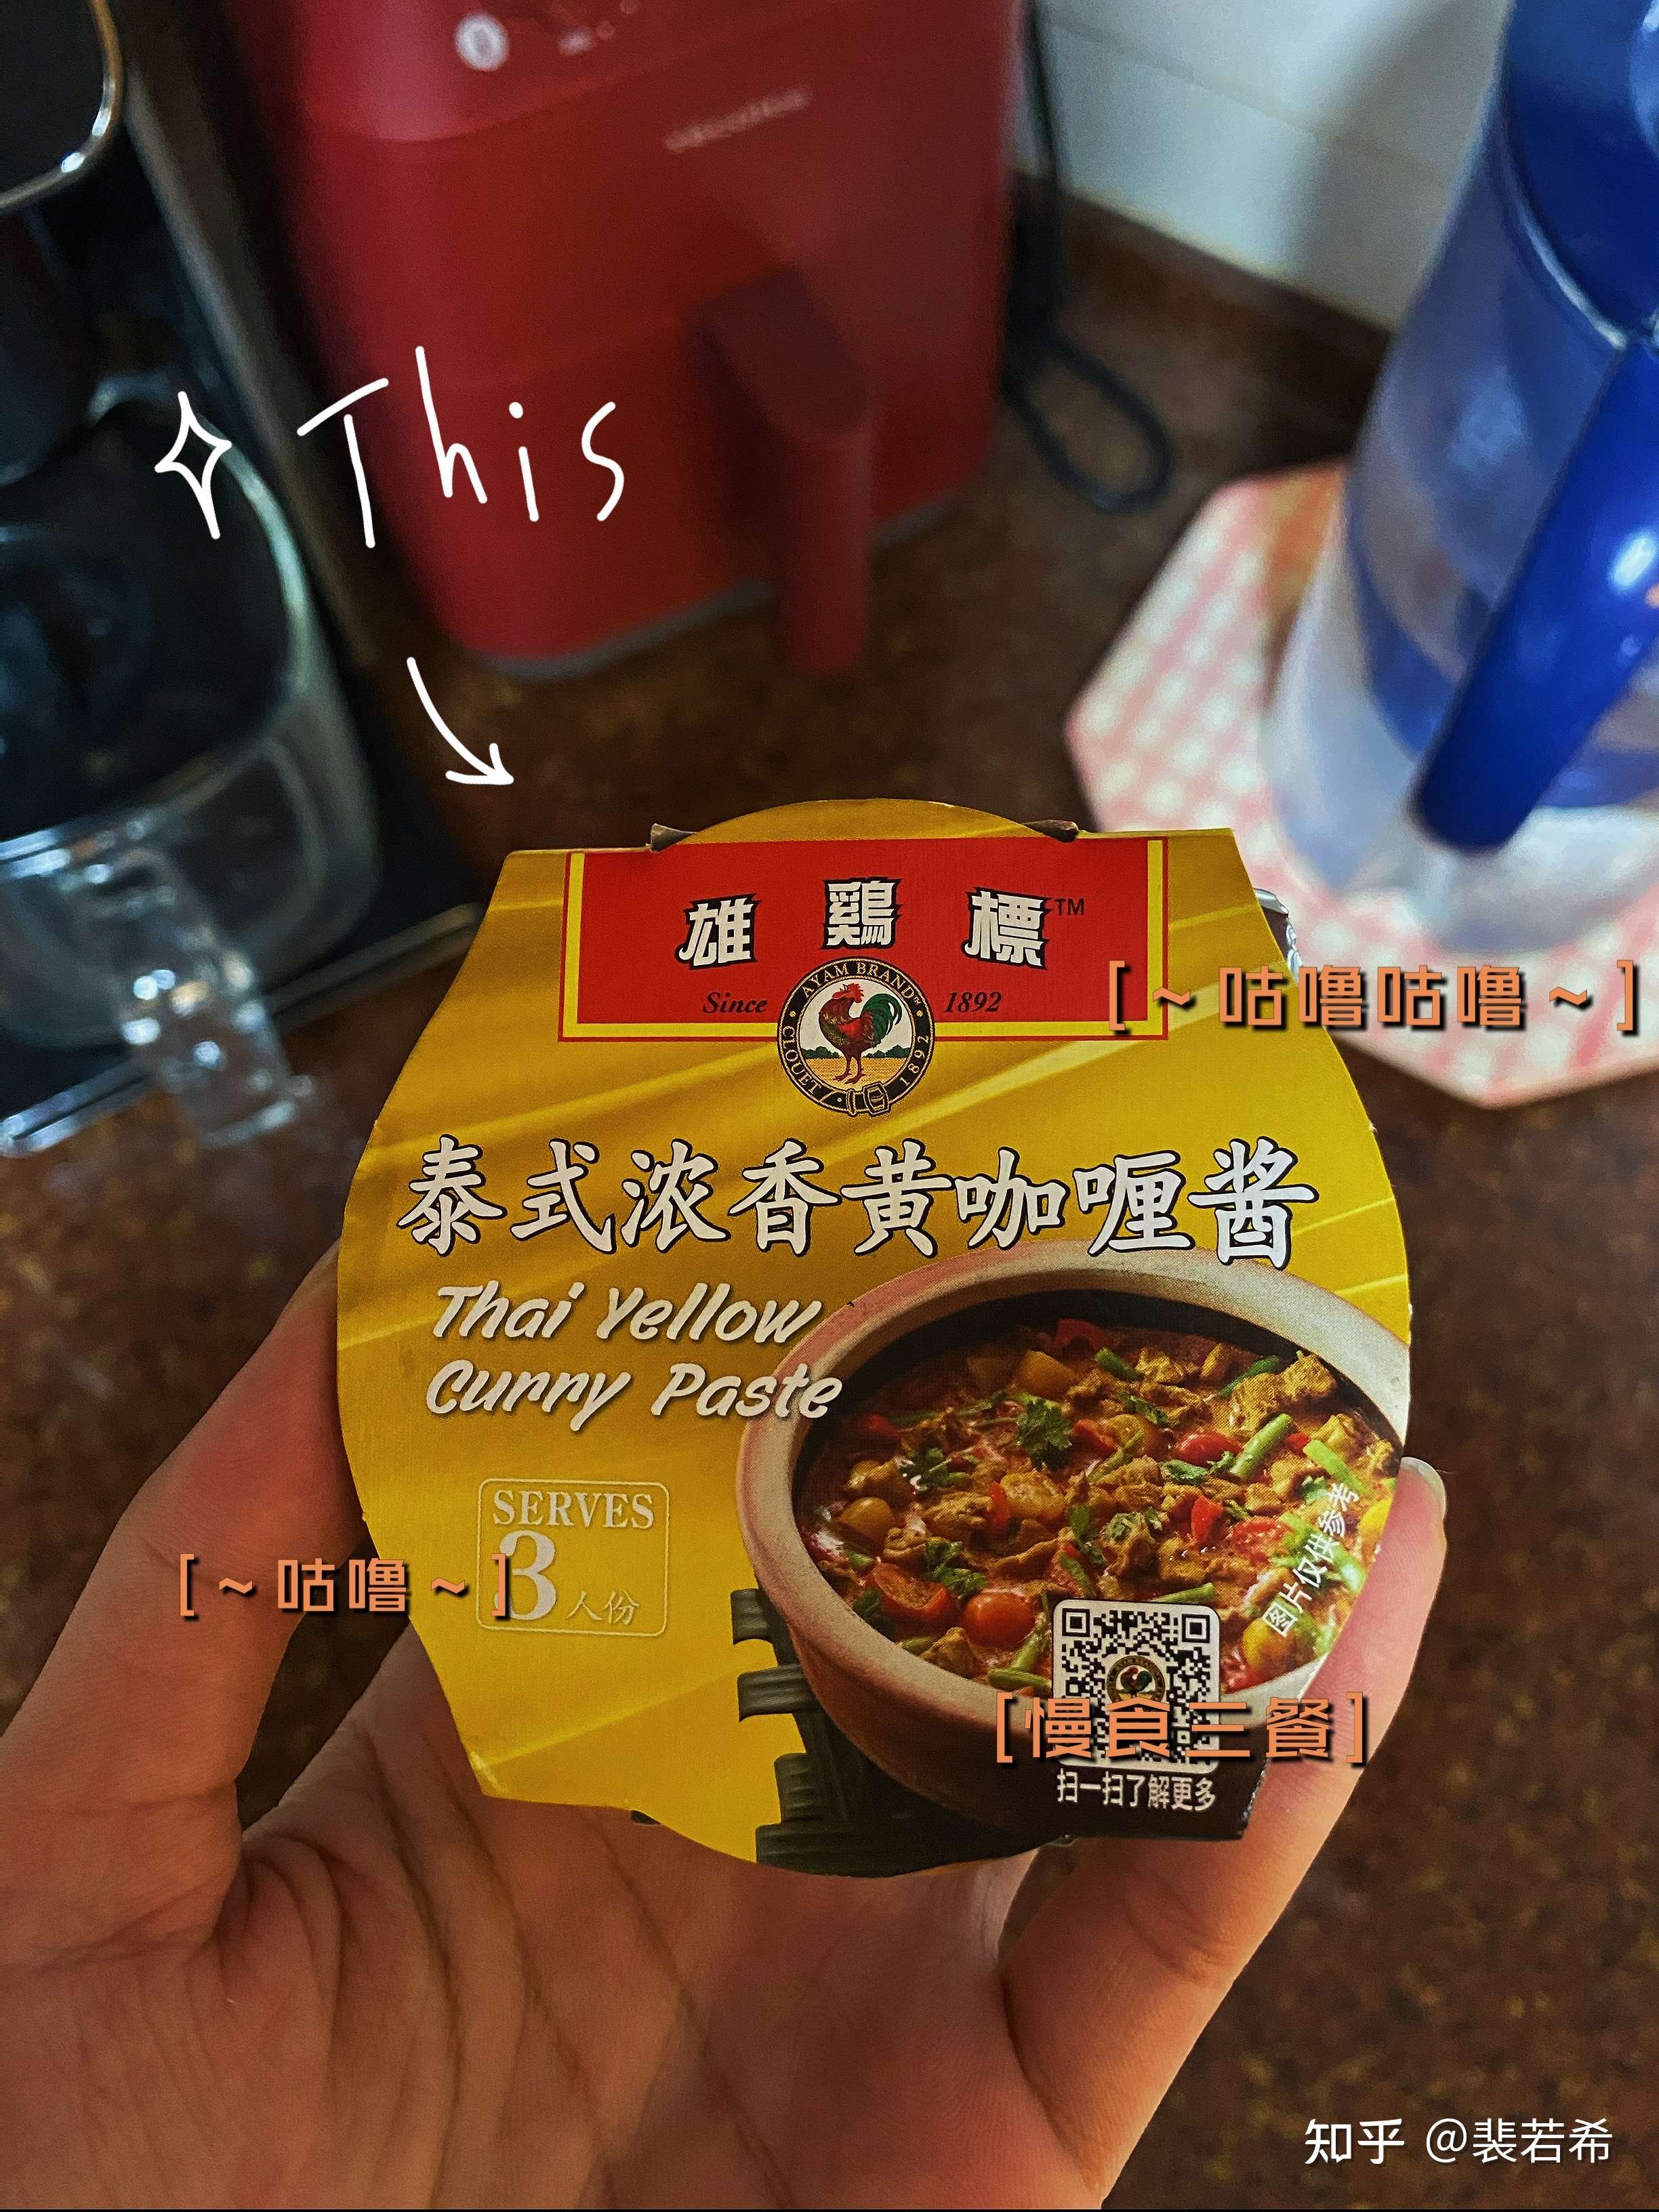 This
雄鷄標™
Since 1892
AYAM BRAND™
CLOUET 1892
[~咕噜咕噜~]
泰式浓香黄咖喱酱
Thai Yellow
Curry Paste
SERVES
3人份
[~咕噜~]
图片仅供参考
[慢食三餐]
扫一扫了解更多
知乎 @裴若希